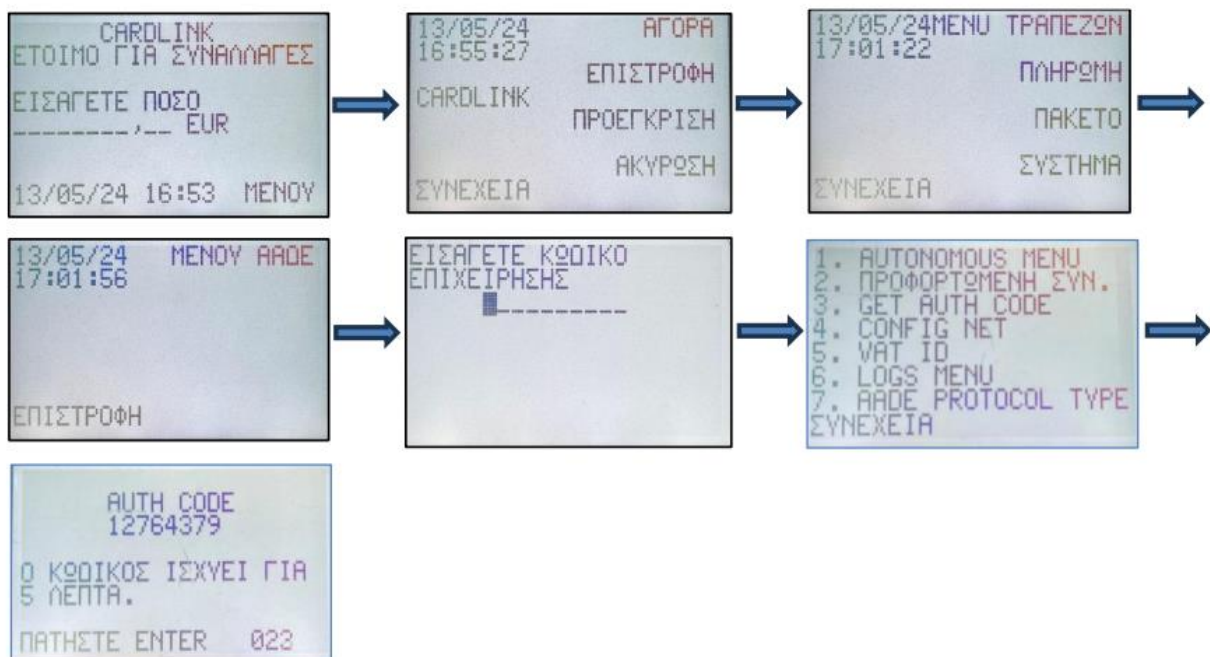 CARDLINK
ΕΤΟΙΜΟ ΓΙΑ ΣΥΝΑΛΛΑΓΕΣ
ΕΙΣΑΓΕΤΕ ΠΟΣΟ
________,__ EUR
13/05/24 16:53 ΜΕΝΟΥ
13/05/24 ΑΓΟΡΑ
16:55:27
ΕΠΙΣΤΡΟΦΗ
CARDLINK
ΠΡΟΕΓΚΡΙΣΗ
ΑΚΥΡΩΣΗ
ΣΥΝΕΧΕΙΑ
13/05/24MENU ΤΡΑΠΕΖΩΝ
17:01:22
ΠΛΗΡΩΜΗ
ΠΑΚΕΤΟ
ΣΥΣΤΗΜΑ
ΣΥΝΕΧΕΙΑ
13/05/24 ΜΕΝΟΥ ΑΑΔΕ
17:01:56
ΕΠΙΣΤΡΟΦΗ
ΕΙΣΑΓΕΤΕ ΚΩΔΙΚΟ
ΕΠΙΧΕΙΡΗΣΗΣ
_________
1. AUTONOMOUS MENU
2. ΠΡΟΦΟΡΤΩΜΕΝΗ ΣΥΝ.
3. GET AUTH CODE
4. CONFIG NET
5. VAT ID
6. LOGS MENU
7. AADE PROTOCOL TYPE
ΣΥΝΕΧΕΙΑ
AUTH CODE
12764379
Ο ΚΩΔΙΚΟΣ ΙΣΧΥΕΙ ΓΙΑ
5 ΛΕΠΤΑ.
ΠΑΤΗΣΤΕ ENTER 023